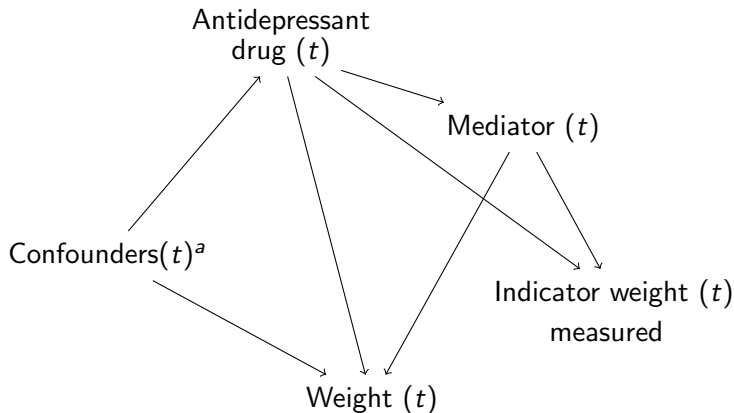 Antidepressant
drug (t)
Mediator (t)
Confounders(t)ᵃ
Indicator weight (t)
measured
Weight (t)